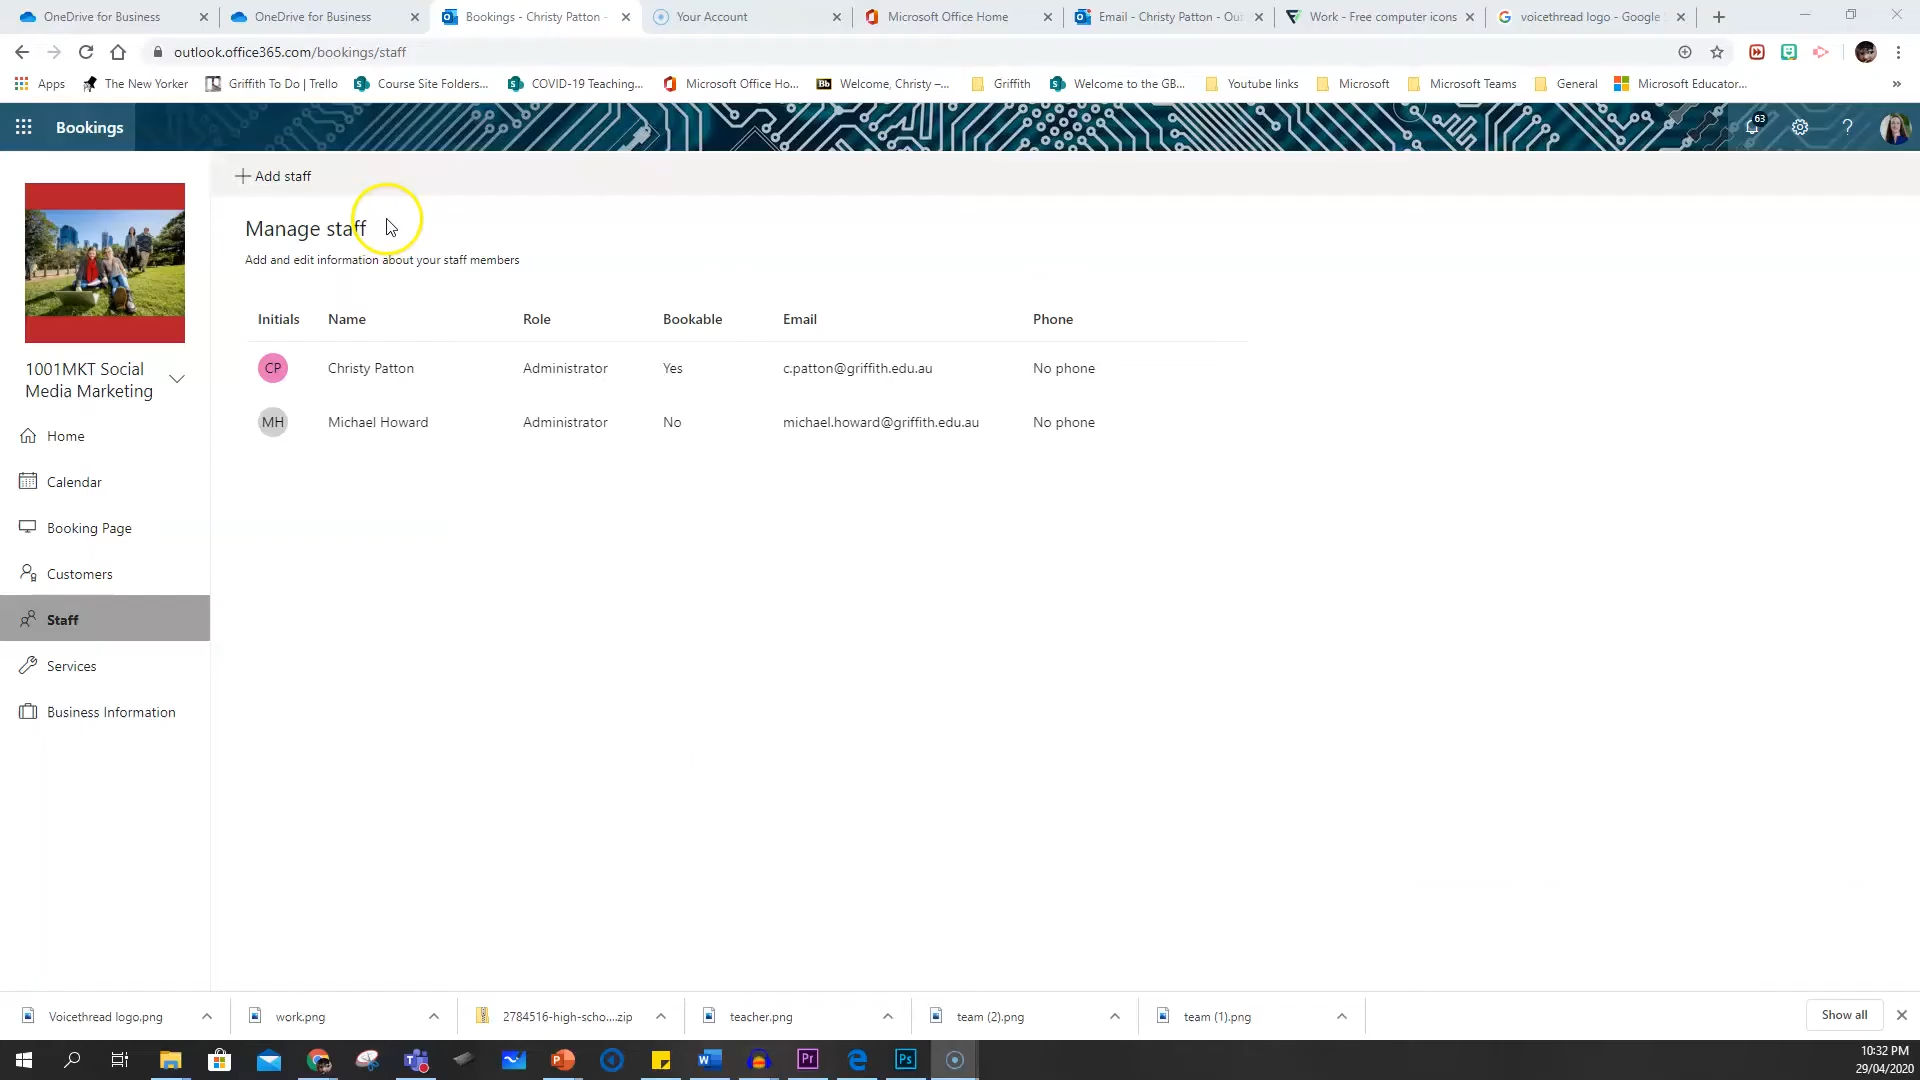 OneDrive for Business
OneDrive for Business
Bookings - Christy Patton -
Your Account
Microsoft Office Home
Email - Christy Patton - Out
Work - Free computer icons
voicethread logo - Google
outlook.office365.com/bookings/staff
Apps
The New Yorker
Griffith To Do | Trello
Course Site Folders...
COVID-19 Teaching...
Microsoft Office Ho...
Bb
Welcome, Christy –...
Griffith
Welcome to the GB...
Youtube links
Microsoft
Microsoft Teams
General
Microsoft Educator...
»
Bookings
63
?
Add staff
Manage staff
Add and edit information about your staff members
Initials Name Role Bookable Email Phone
CP Christy Patton Administrator Yes c.patton@griffith.edu.au No phone
MH Michael Howard Administrator No michael.howard@griffith.edu.au No phone
1001MKT Social
Media Marketing
Home
Calendar
Booking Page
Customers
Staff
Services
Business Information
Voicethread logo.png
work.png
2784516-high-scho....zip
teacher.png
team (2).png
team (1).png
Show all
Pr
Ps
10:32 PM
29/04/2020